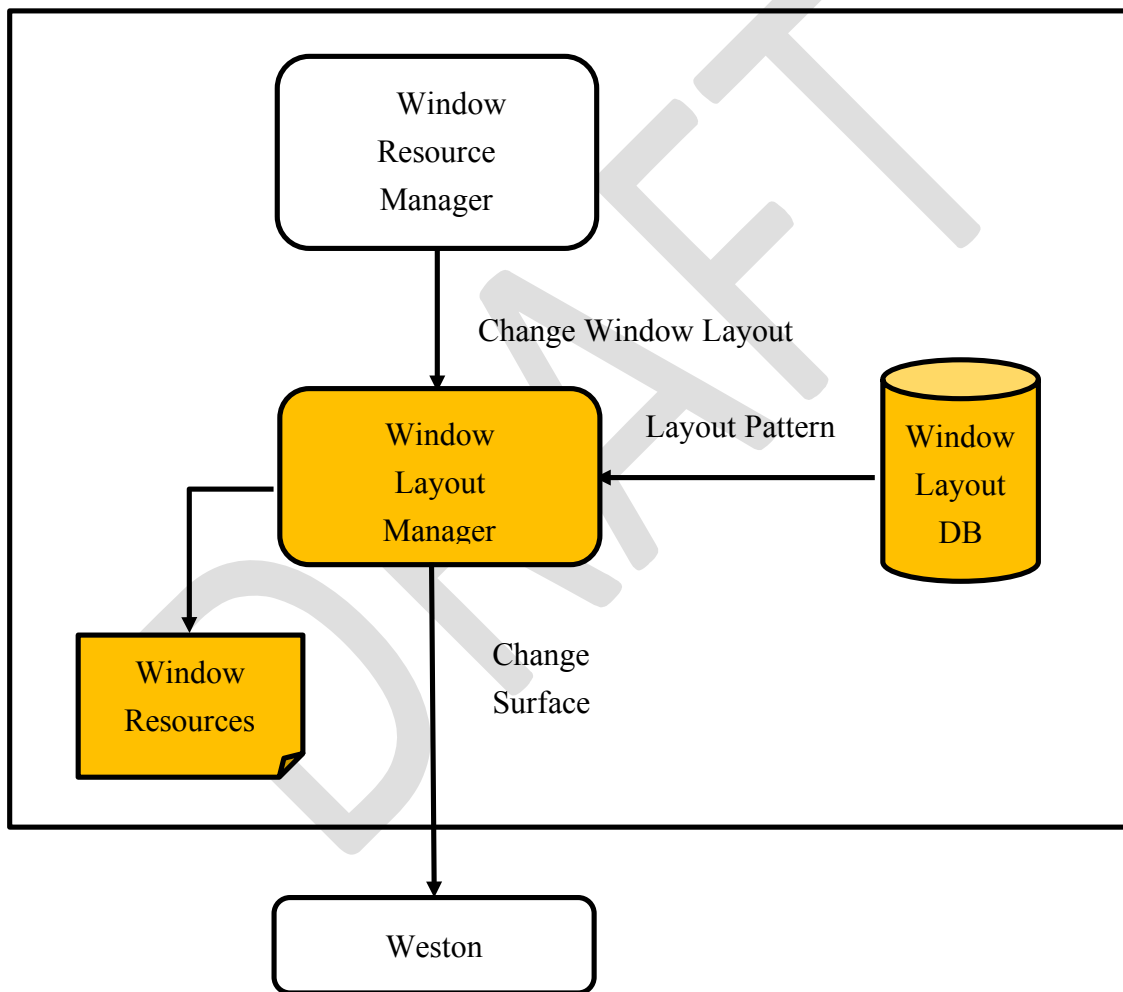 Window
Resource
Manager
Change Window Layout
Window
Layout
Manager
Layout Pattern
Window
Layout
DB
Window
Resources
Change
Surface
Weston
DRAFT